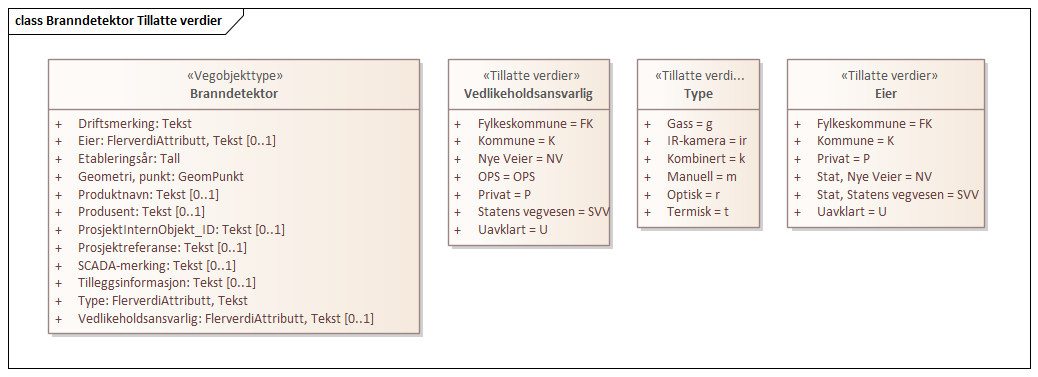 class Branndetektor Tillatte verdier
«Vegobjekttype»
Branndetektor
+ Driftsmerking: Tekst
+ Eier: FlerverdiAttributt, Tekst [0..1]
+ Etableringsår: Tall
+ Geometri, punkt: GeomPunkt
+ Produktnavn: Tekst [0..1]
+ Produsent: Tekst [0..1]
+ ProsjektInternObjekt_ID: Tekst [0..1]
+ Prosjektreferanse: Tekst [0..1]
+ SCADA-merking: Tekst [0..1]
+ Tilleggsinformasjon: Tekst [0..1]
+ Type: FlerverdiAttributt, Tekst
+ Vedlikeholdsansvarlig: FlerverdiAttributt, Tekst [0..1]
«Tillatte verdier»
Vedlikeholdsansvarlig
+ Fylkeskommune = FK
+ Kommune = K
+ Nye Veier = NV
+ OPS = OPS
+ Privat = P
+ Statens vegvesen = SVV
+ Uavklart = U
«Tillatte verdi...
Type
+ Gass = g
+ IR-kamera = ir
+ Kombinert = k
+ Manuell = m
+ Optisk = r
+ Termisk = t
«Tillatte verdier»
Eier
+ Fylkeskommune = FK
+ Kommune = K
+ Privat = P
+ Stat, Nye Veier = NV
+ Stat, Statens vegvesen = SVV
+ Uavklart = U